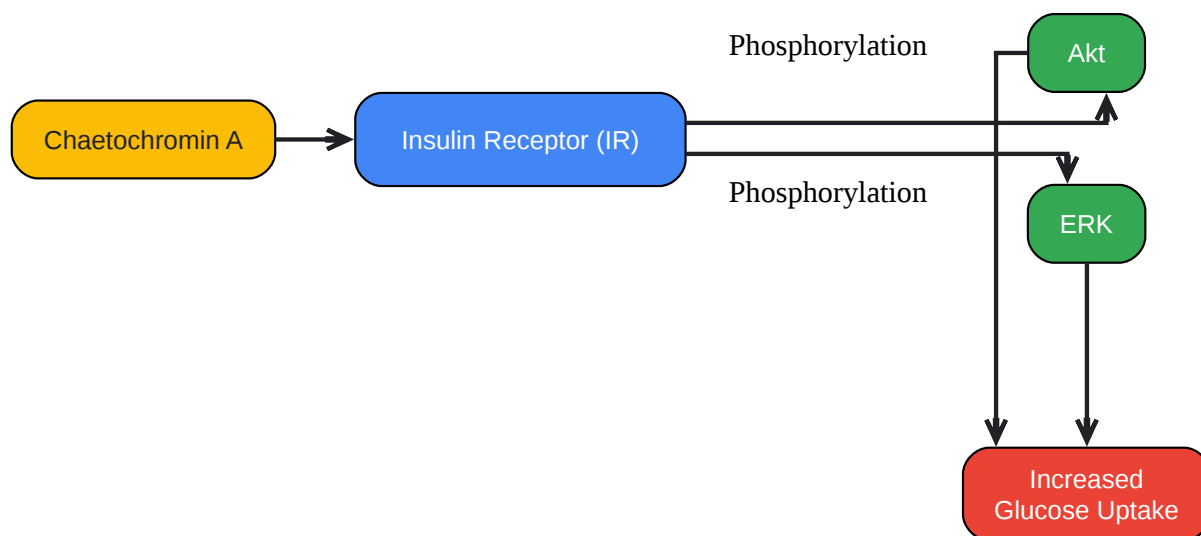 Phosphorylation
Akt
Chaetochromin A
Insulin Receptor (IR)
Phosphorylation
ERK
Increased
Glucose Uptake